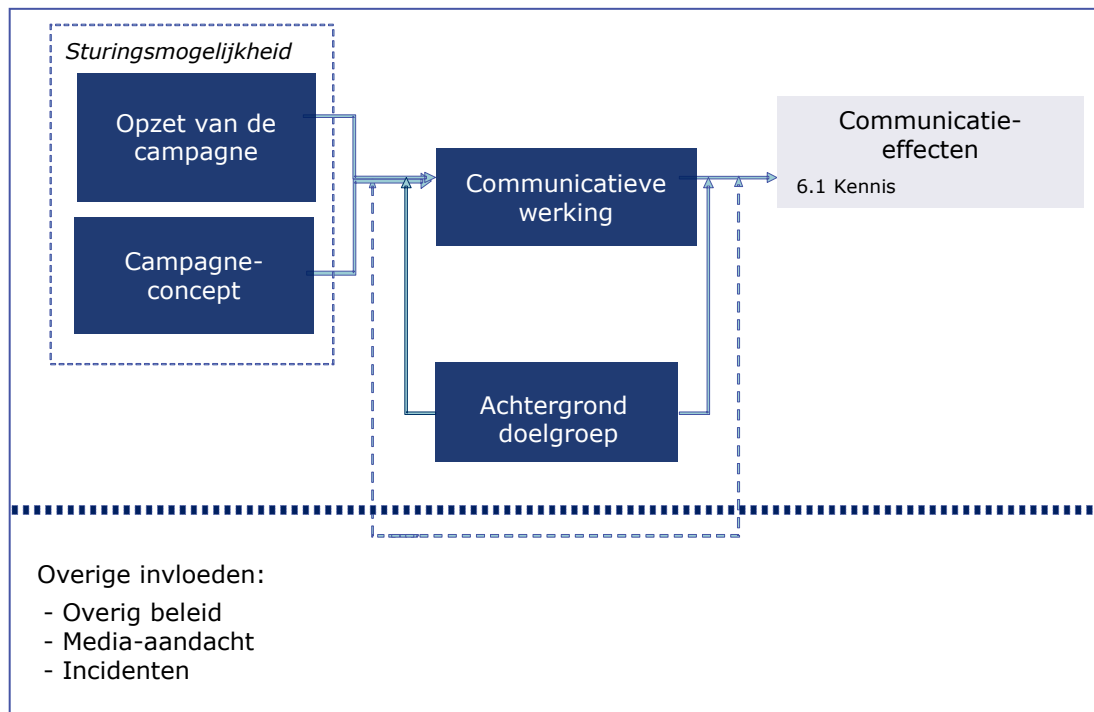 Sturingsmogelijkheid
Opzet van de
campagne
Campagne-
concept
Communicatieve
werking
Achtergrond
doelgroep
Communicatie-
effecten
6.1 Kennis
Overige invloeden:
- Overig beleid
- Media-aandacht
- Incidenten